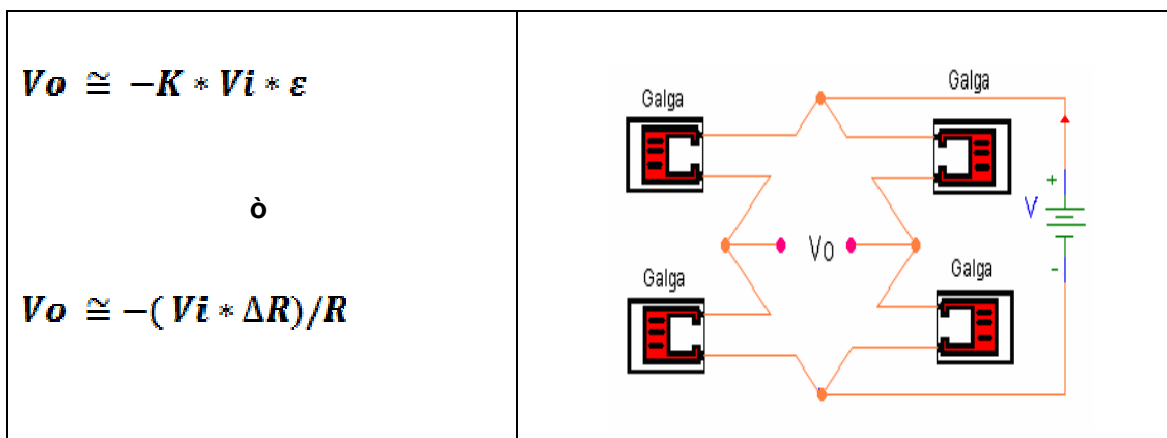 Vo ≅ −K ∗ Vi ∗ ε
ò
Vo ≅ −( Vi ∗ ΔR)/R
Galga
Galga
+
V
-
Vo
Galga
Galga